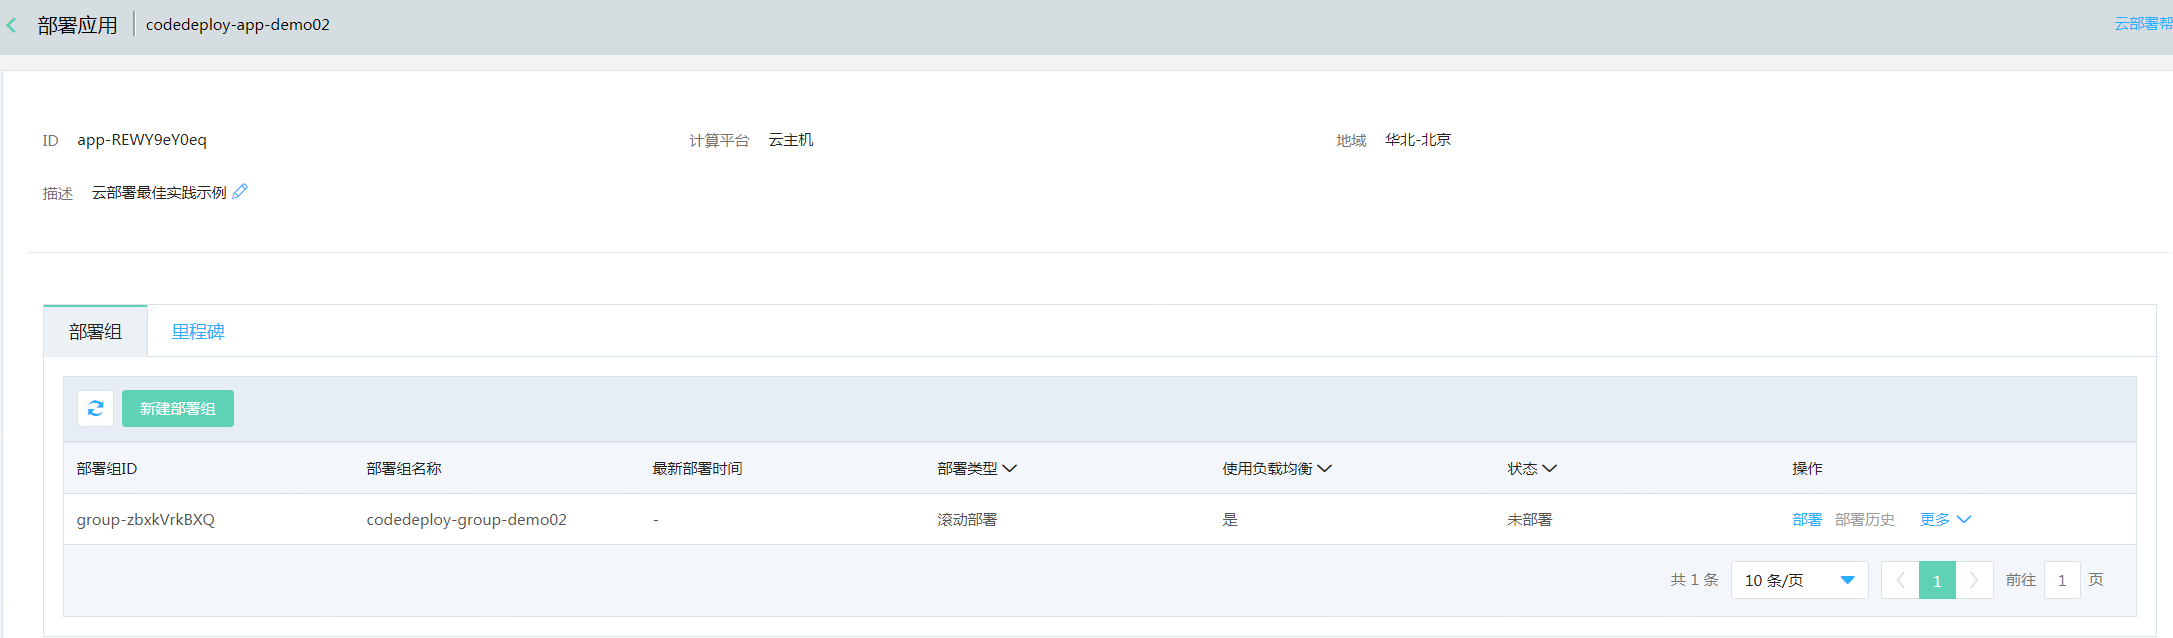 部署应用 codedeploy-app-demo02 云部署帮
ID app-REWY9eY0eq 计算平台 云主机 地域 华北-北京
描述 云部署最佳实践示例
部署组 里程碑
新建部署组
部署组ID 部署组名称 最新部署时间 部署类型 使用负载均衡 状态 操作
group-zbxkVrkBXQ codedeploy-group-demo02 - 滚动部署 是 未部署 部署 部署历史 更多
共 1 条 10 条/页 1 前往 1 页